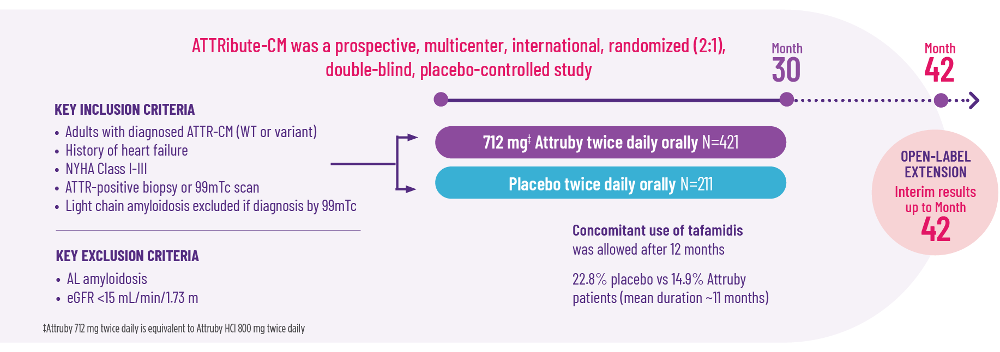 ATTRibute-CM was a prospective, multicenter, international, randomized (2:1),
double-blind, placebo-controlled study
Month
30
Month
42
KEY INCLUSION CRITERIA
• Adults with diagnosed ATTR-CM (WT or variant)
• History of heart failure
• NYHA Class I-III
• ATTR-positive biopsy or 99mTc scan
• Light chain amyloidosis excluded if diagnosis by 99mTc
KEY EXCLUSION CRITERIA
• AL amyloidosis
• eGFR <15 mL/min/1.73 m
712 mg‡ Attruby twice daily orally N=421
Placebo twice daily orally N=211
Concomitant use of tafamidis
was allowed after 12 months
22.8% placebo vs 14.9% Attruby
patients (mean duration ~11 months)
OPEN-LABEL
EXTENSION
Interim results
up to Month
42
‡Attruby 712 mg twice daily is equivalent to Attruby HCl 800 mg twice daily